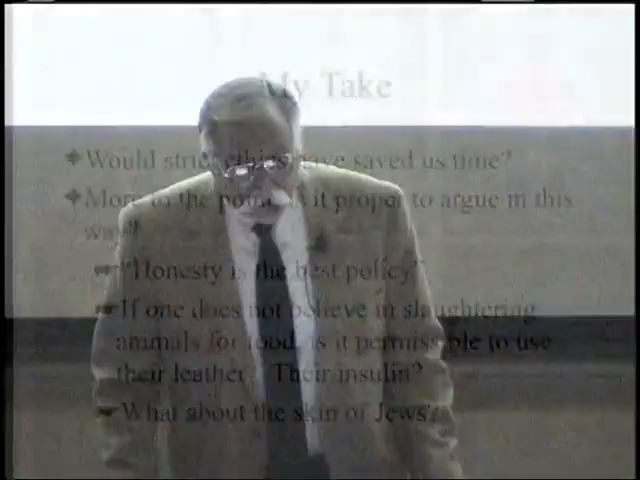 My Take
Would strict ethics have saved us time?
More to the point, is it proper to argue in this
way?
"Honesty is the best policy"
If one does not believe in slaughtering
animals for food, is it permissible to use
their leather? Their insulin?
What about the skin of Jews?